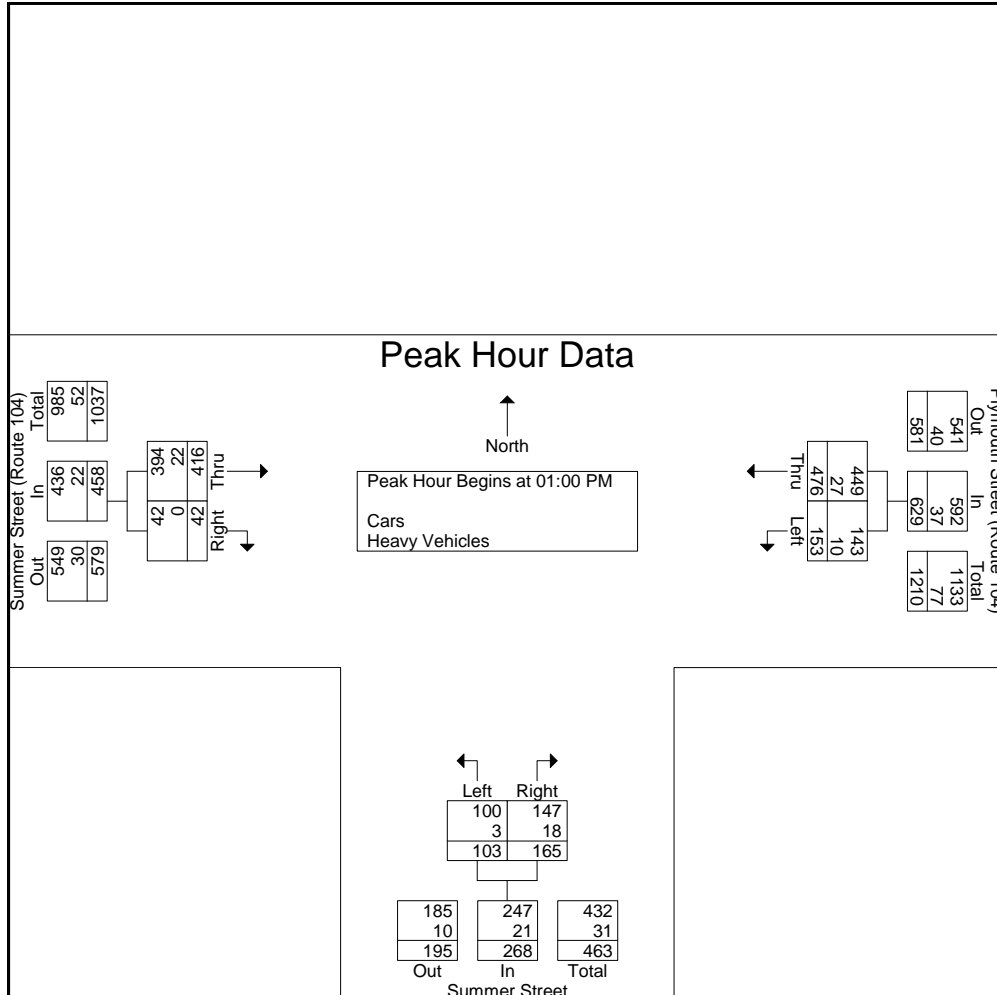 Peak Hour Data
North
Peak Hour Begins at 01:00 PM
Cars
Heavy Vehicles
Summer Street (Route 104)
Total
985
52
1037
In
436
22
458
Out
549
30
579
Thru
394
22
416
Right
42
0
42
Plymouth Street (Route 104)
Out
541
40
581
In
592
37
629
Total
1133
77
1210
Thru
449
27
476
Left
143
10
153
Left Right
100 147
3 18
103 165
185 247 432
10 21 31
195 268 463
Out In Total
Summer Street